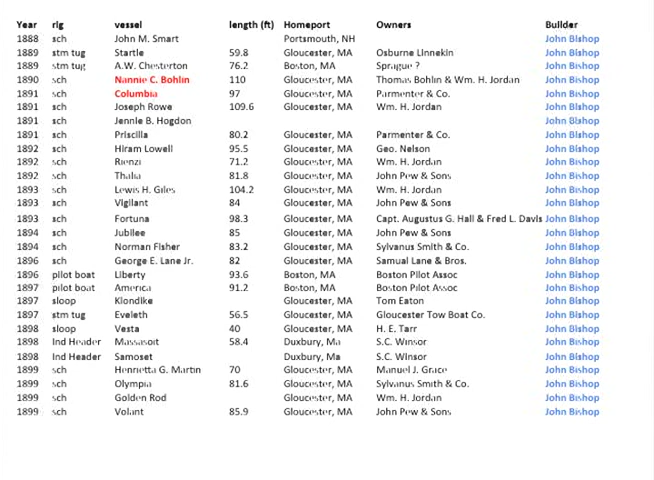 Year rig vessel length (ft) Homeport Owners Builder
1888 sch John M. Smart Portsmouth, NH John Bishop
1889 stm tug Startle 59.8 Gloucester, MA Osburne Linnekin John Bishop
1889 stm tug A.W. Chesterton 76.2 Boston, MA Sprague ? John Bishop
1890 sch Nannie C. Bohlin 110 Gloucester, MA Thomas Bohlin & Wm. H. Jordan John Bishop
1891 sch Columbia 97 Gloucester, MA Parmenter & Co. John Bishop
1891 sch Joseph Rowe 109.6 Gloucester, MA Wm. H. Jordan John Bishop
1891 sch Jennie B. Hogdon John Bishop
1891 sch Priscilla 80.2 Gloucester, MA Parmenter & Co. John Bishop
1892 sch Hiram Lowell 95.5 Gloucester, MA Geo. Nelson John Bishop
1892 sch Rienzi 71.2 Gloucester, MA Wm. H. Jordan John Bishop
1892 sch Thalia 81.8 Gloucester, MA John Pew & Sons John Bishop
1893 sch Lewis H. Giles 104.2 Gloucester, MA Wm. H. Jordan John Bishop
1893 sch Vigilant 84 Gloucester, MA John Pew & Sons John Bishop
1893 sch Fortuna 98.3 Gloucester, MA Capt. Augustus G. Hall & Fred L. Davis John Bishop
1894 sch Jubilee 85 Gloucester, MA John Pew & Sons John Bishop
1894 sch Norman Fisher 83.2 Gloucester, MA Sylvanus Smith & Co. John Bishop
1896 sch George E. Lane Jr. 82 Gloucester, MA Samual Lane & Bros. John Bishop
1896 pilot boat Liberty 93.6 Boston, MA Boston Pilot Assoc John Bishop
1897 pilot boat America 91.2 Boston, MA Boston Pilot Assoc John Bishop
1897 sloop Klondike Gloucester, MA Tom Eaton John Bishop
1897 stm tug Eveleth 56.5 Gloucester, MA Gloucester Tow Boat Co. John Bishop
1898 sloop Vesta 40 Gloucester, MA H. E. Tarr John Bishop
1898 Ind Header Massasoit 58.4 Duxbury, Ma S.C. Winsor John Bishop
1898 Ind Header Samoset Duxbury, Ma S.C. Winsor John Bishop
1899 sch Henrietta G. Martin 70 Gloucester, MA Manuel J. Grace John Bishop
1899 sch Olympia 81.6 Gloucester, MA Sylvanus Smith & Co. John Bishop
1899 sch Golden Rod Gloucester, MA Wm. H. Jordan John Bishop
1899 sch Volant 85.9 Gloucester, MA John Pew & Sons John Bishop